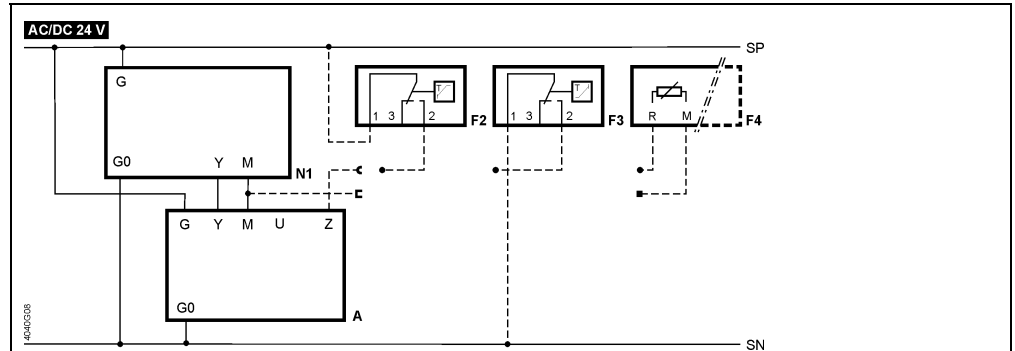 AC/DC 24 V
SP
G
T
T
1 3 2
F2
1 3 2
F3
R M
F4
G0 Y M
N1
G Y M U Z
G0
A
4040G08
SN